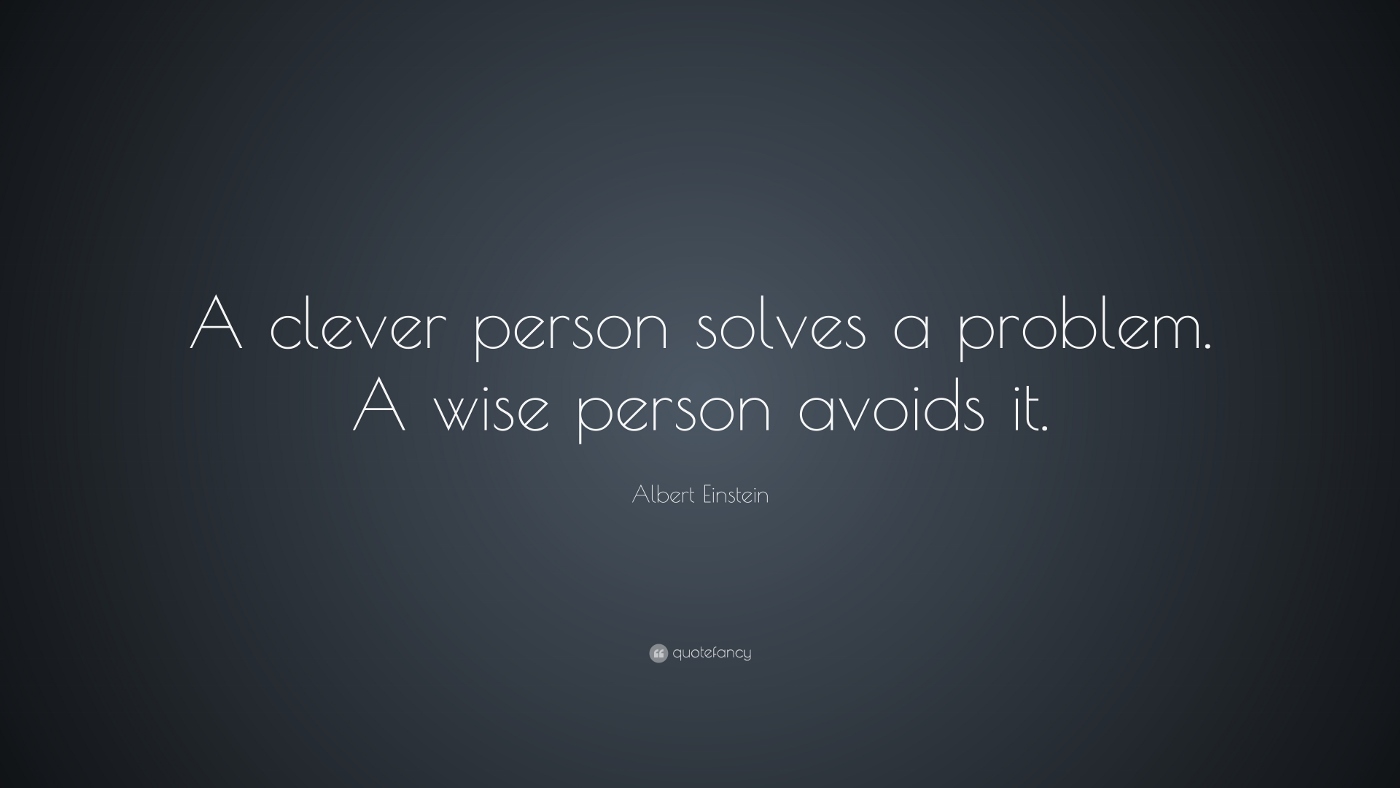 A clever person solves a problem.
A wise person avoids it.
Albert Einstein
quotefancy